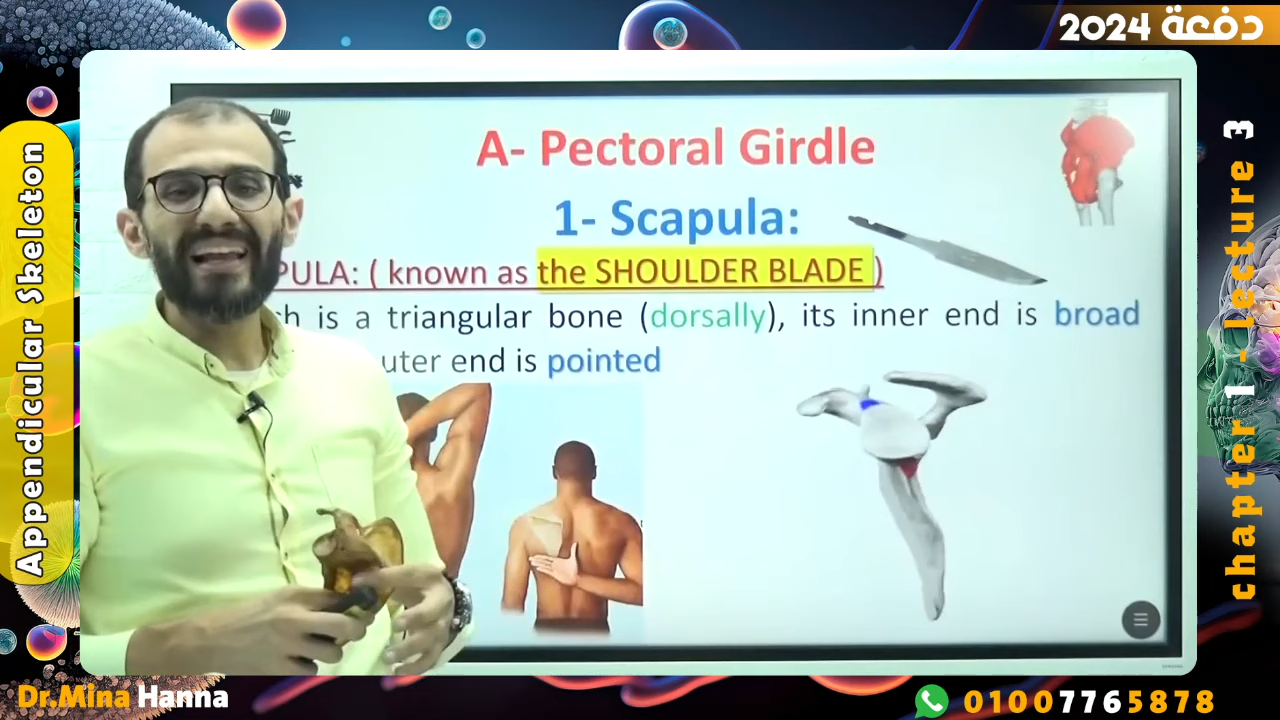 دفعة 2024
A- Pectoral Girdle
1- Scapula:
PULA: ( known as the SHOULDER BLADE )
is a triangular bone (dorsally), its inner end is broad
uter end is pointed
Appendicular Skeleton
chapter 1 - lecture 3
Dr.Mina Hanna
01007765878